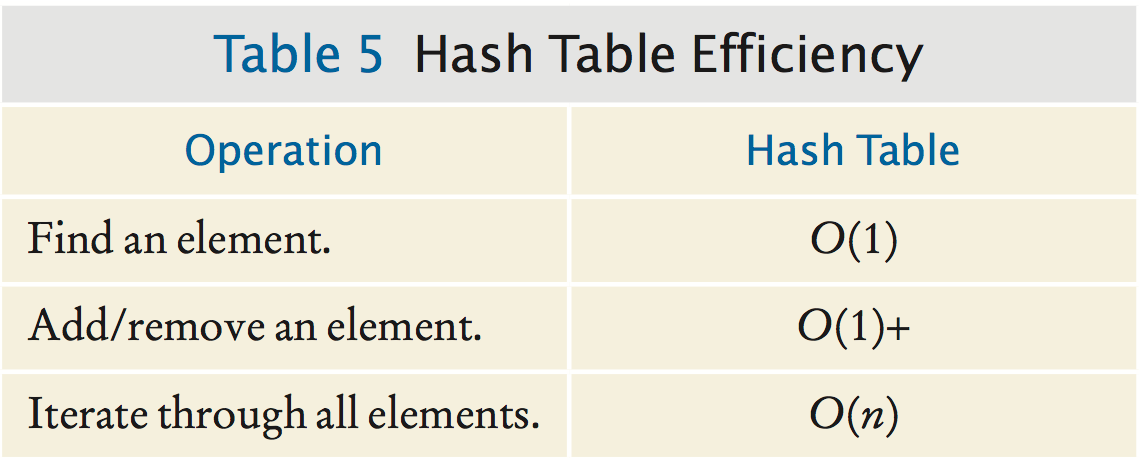 Table 5 Hash Table Efficiency
Operation Hash Table
Find an element. O(1)
Add/remove an element. O(1)+
Iterate through all elements. O(n)